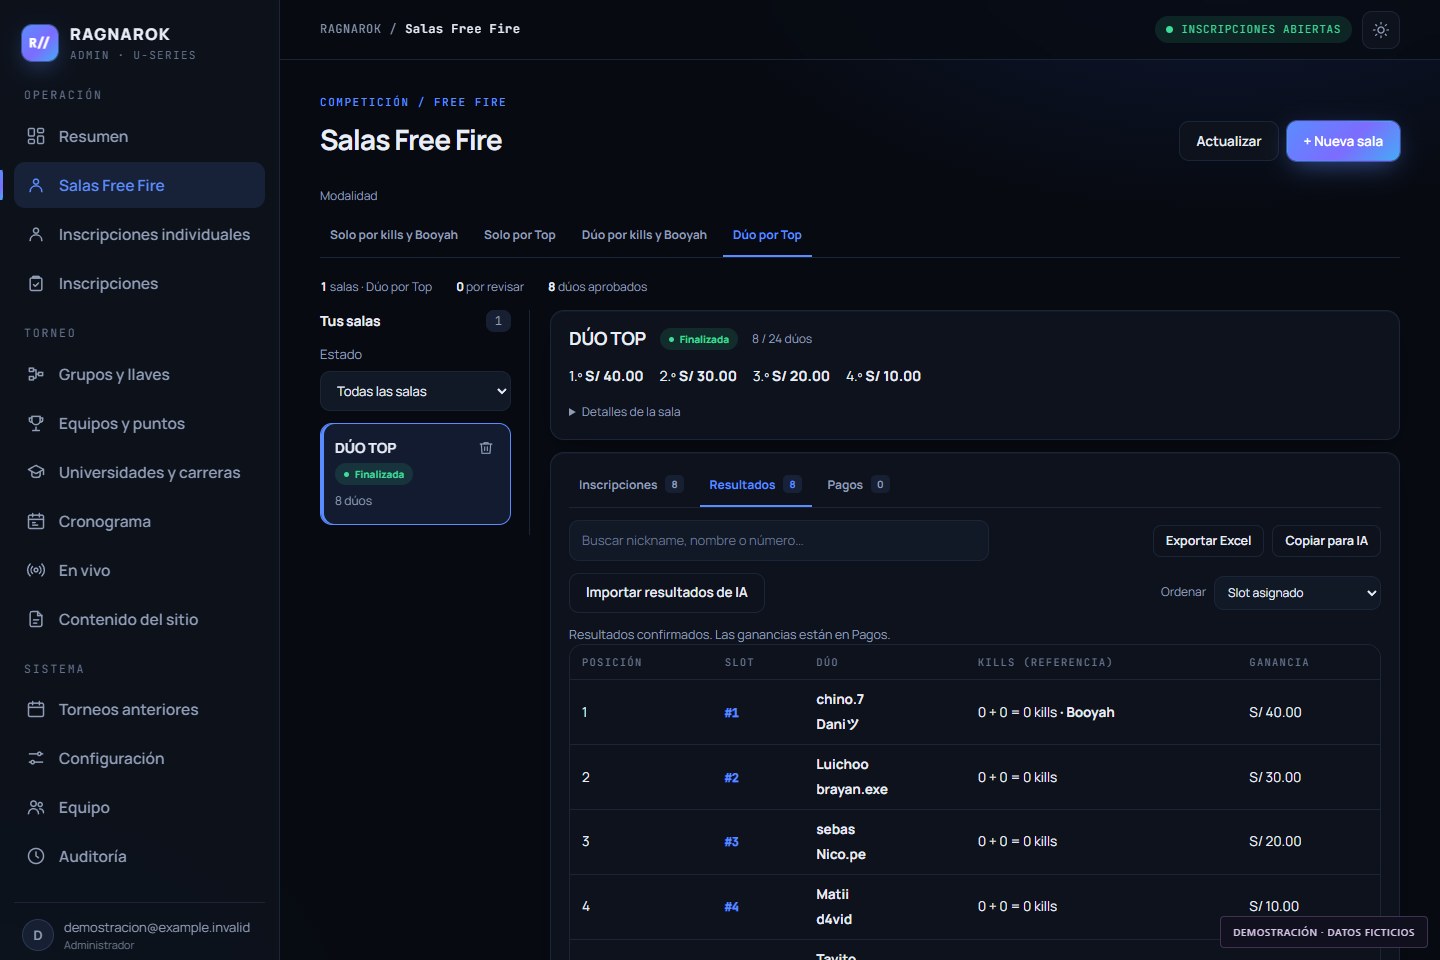 R//
RAGNAROK
ADMIN · U-SERIES
OPERACIÓN
Resumen
Salas Free Fire
Inscripciones individuales
Inscripciones
TORNEO
Grupos y llaves
Equipos y puntos
Universidades y carreras
Cronograma
En vivo
Contenido del sitio
SISTEMA
Torneos anteriores
Configuración
Equipo
Auditoría
D
demostracion@example.invalid
Administrador
RAGNAROK / Salas Free Fire
INSCRIPCIONES ABIERTAS
COMPETICIÓN / FREE FIRE
Salas Free Fire
Actualizar
+ Nueva sala
Modalidad
Solo por kills y Booyah
Solo por Top
Dúo por kills y Booyah
Dúo por Top
1 salas · Dúo por Top
0 por revisar
8 dúos aprobados
Tus salas
1
Estado
Todas las salas
DÚO TOP
Finalizada
8 dúos
DÚO TOP
Finalizada
8 / 24 dúos
1.º S/ 40.00
2.º S/ 30.00
3.º S/ 20.00
4.º S/ 10.00
Detalles de la sala
Inscripciones 8
Resultados 8
Pagos 0
Buscar nickname, nombre o número...
Exportar Excel
Copiar para IA
Importar resultados de IA
Ordenar
Slot asignado
Resultados confirmados. Las ganancias están en Pagos.
POSICIÓN SLOT DÚO KILLS (REFERENCIA) GANANCIA
1 #1 chino.7 0 + 0 = 0 kills · Booyah S/ 40.00
Daniツ
2 #2 Luichoo 0 + 0 = 0 kills S/ 30.00
brayan.exe
3 #3 sebas 0 + 0 = 0 kills S/ 20.00
Nico.pe
4 #4 Matii 0 + 0 = 0 kills S/ 10.00
d4vid
Tavito
DEMOSTRACIÓN · DATOS FICTICIOS